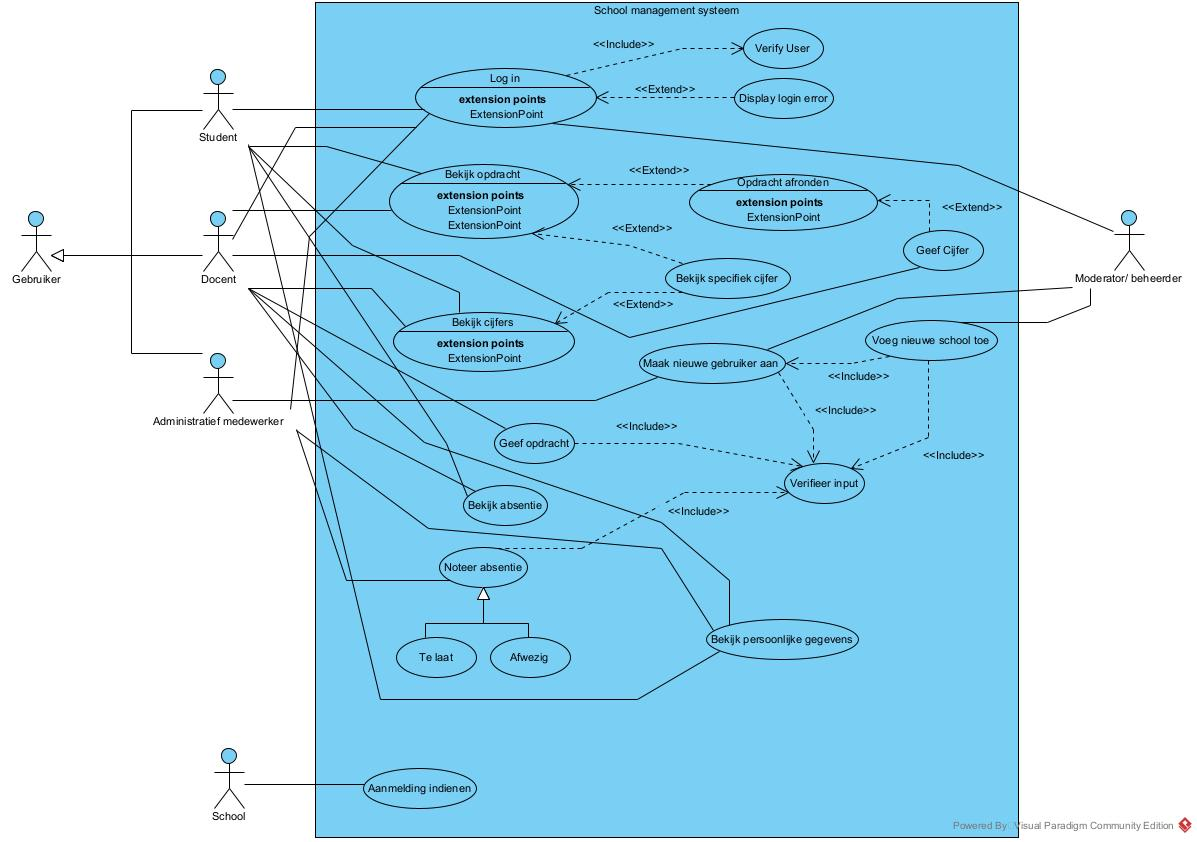 School management systeem
<<Include>>
Verify User
Log in
extension points
ExtensionPoint
<<Extend>>
Display login error
Student
Bekijk opdracht
extension points
ExtensionPoint
ExtensionPoint
<<Extend>>
Opdracht afronden
extension points
ExtensionPoint
<<Extend>>
<<Extend>>
Geef Cijfer
Gebruiker
Docent
Moderator/ beheerder
Bekijk specifiek cijfer
<<Extend>>
Bekijk cijfers
extension points
ExtensionPoint
Voeg nieuwe school toe
Maak nieuwe gebruiker aan
<<Include>>
<<Include>>
Administratief medewerker
<<Include>>
Geef opdracht
<<Include>>
Verifieer input
Bekijk absentie
<<Include>>
Noteer absentie
Bekijk persoonlijke gegevens
Te laat
Afwezig
Aanmelding indienen
School
Powered By Visual Paradigm Community Edition